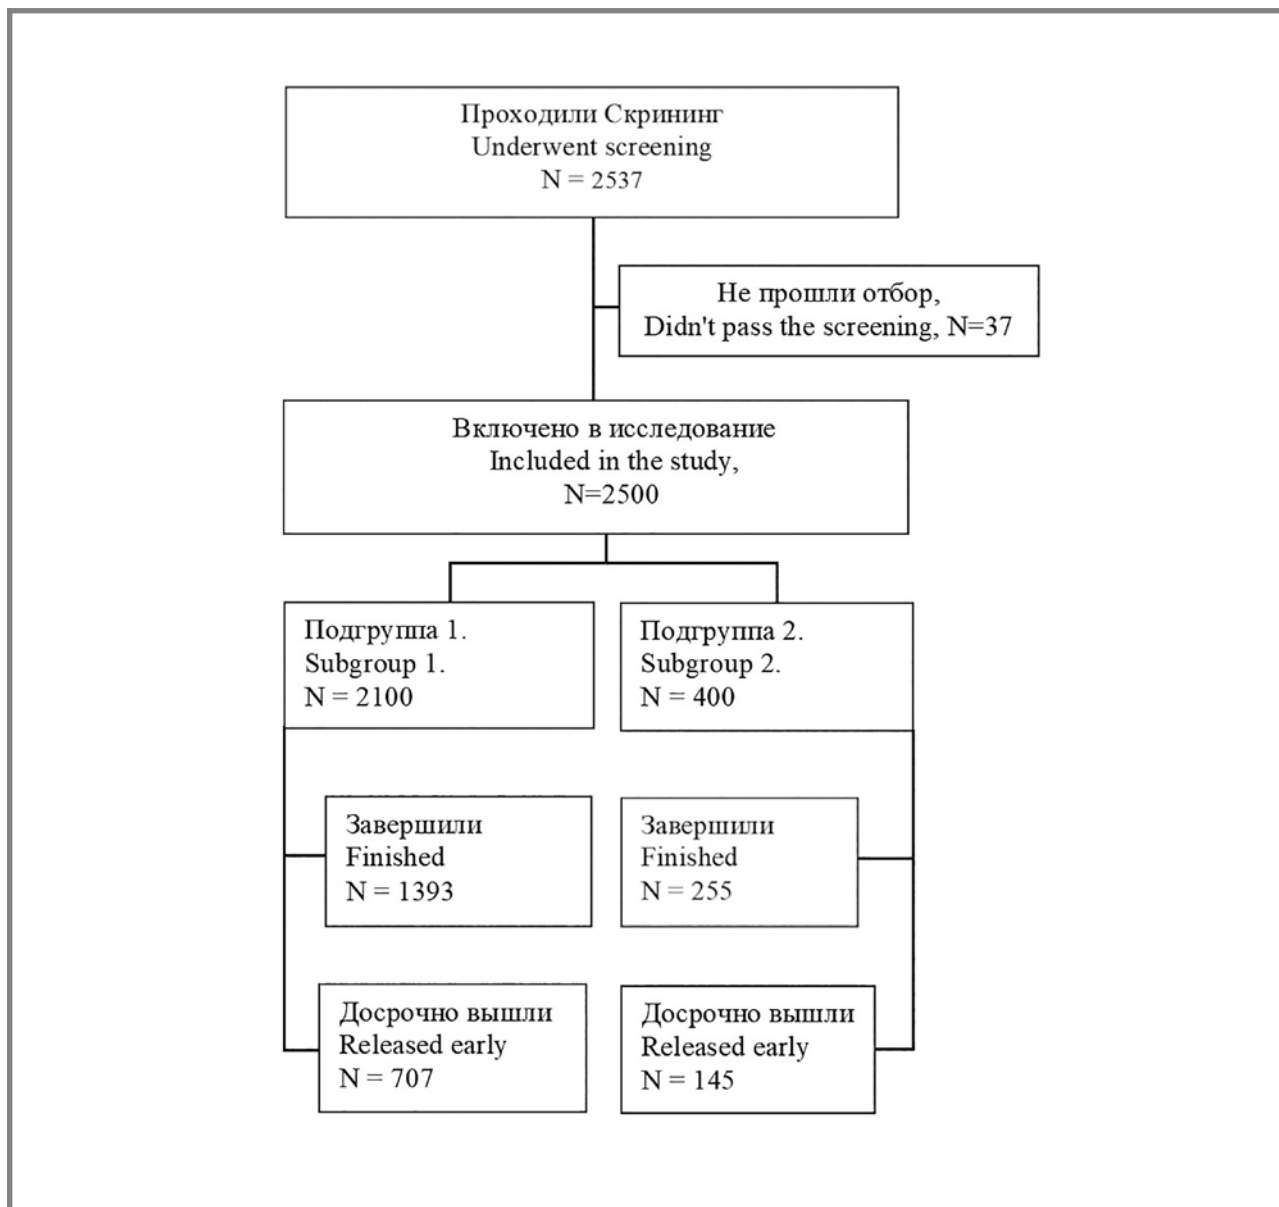 Проходили Скрининг
Underwent screening
N = 2537
Не прошли отбор,
Didn't pass the screening, N=37
Включено в исследование
Included in the study,
N=2500
Подгруппа 1.
Subgroup 1.
N = 2100
Подгруппа 2.
Subgroup 2.
N = 400
Завершили
Finished
N = 1393
Завершили
Finished
N = 255
Досрочно вышли
Released early
N = 707
Досрочно вышли
Released early
N = 145